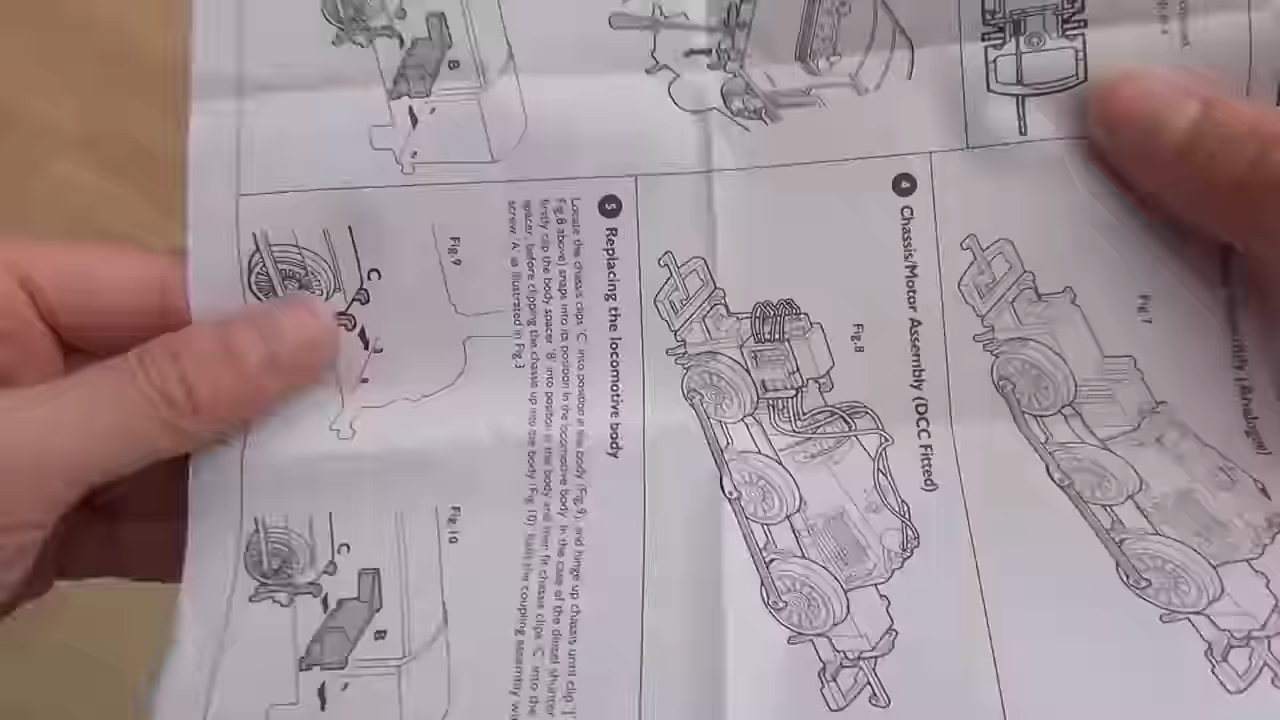 Analogue)
Fig.7
4 Chassis/Motor Assembly (DCC Fitted)
Fig.8
5 Replacing the locomotive body
Locate the chassis clips 'C' into position in the body (Fig.9), and hinge up chassis until clip 'J'
Fig.8 above) snaps into its position in the locomotive body. In the case of the diesel shunter
firstly clip the body spacer 'B' into position in the body and then fit chassis clips 'C' into the
spacer, before clipping the chassis up into the body (Fig.10). the coupling assembly
screw 'A' as illustrated in Fig.3
Fig.9
C
Fig.10
C
B
B